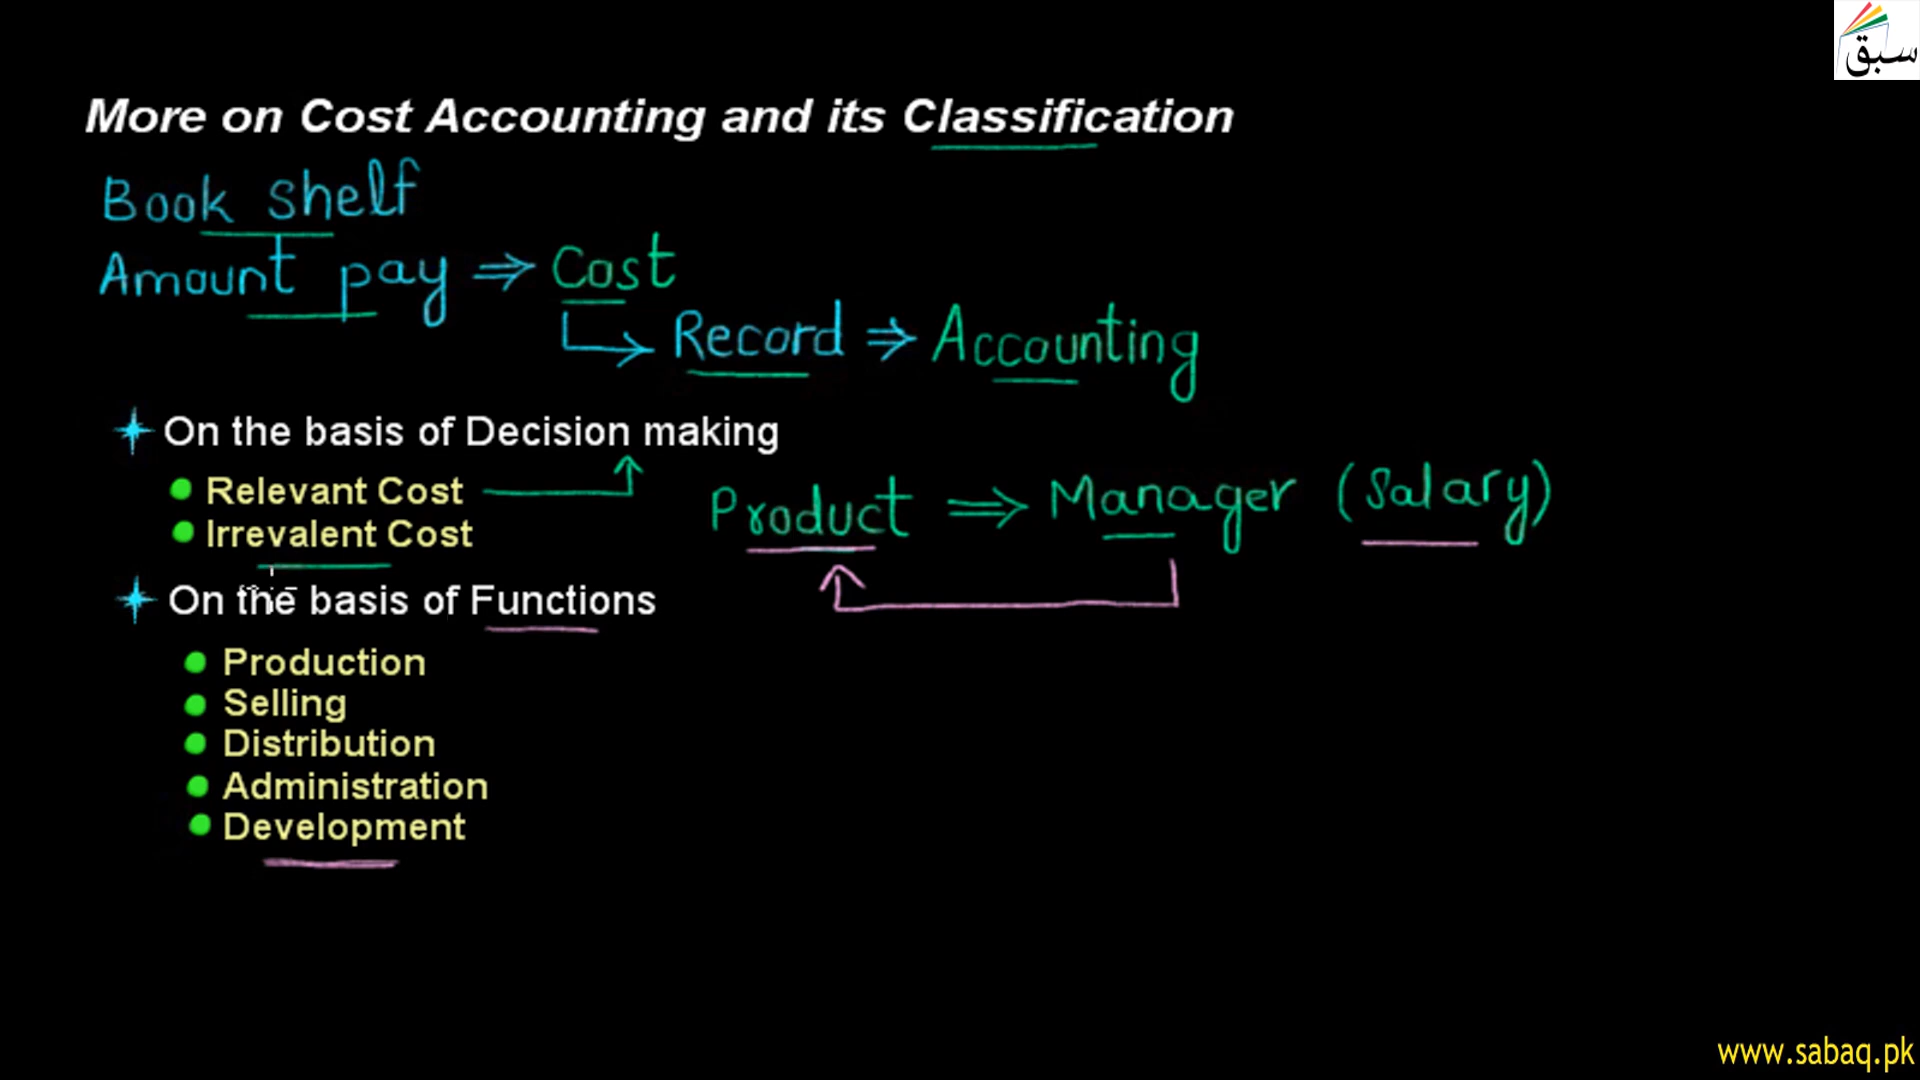 سبق
More on Cost Accounting and its Classification
Book shelf
Amount pay ⇒ Cost
Record ⇒ Accounting
On the basis of Decision making
Relevant Cost
Irrevalent Cost
Product ⇒ Manager (Salary)
On the basis of Functions
Production
Selling
Distribution
Administration
Development
www.sabaq.pk